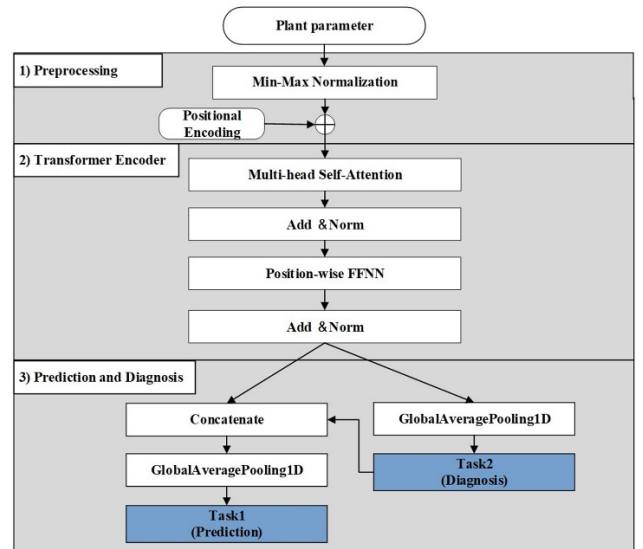 Plant parameter
1) Preprocessing
Min-Max Normalization
Positional
Encoding
2) Transformer Encoder
Multi-head Self-Attention
Add & Norm
Position-wise FFNN
Add & Norm
3) Prediction and Diagnosis
Concatenate
GlobalAveragePooling1D
GlobalAveragePooling1D
Task2
(Diagnosis)
Task1
(Prediction)